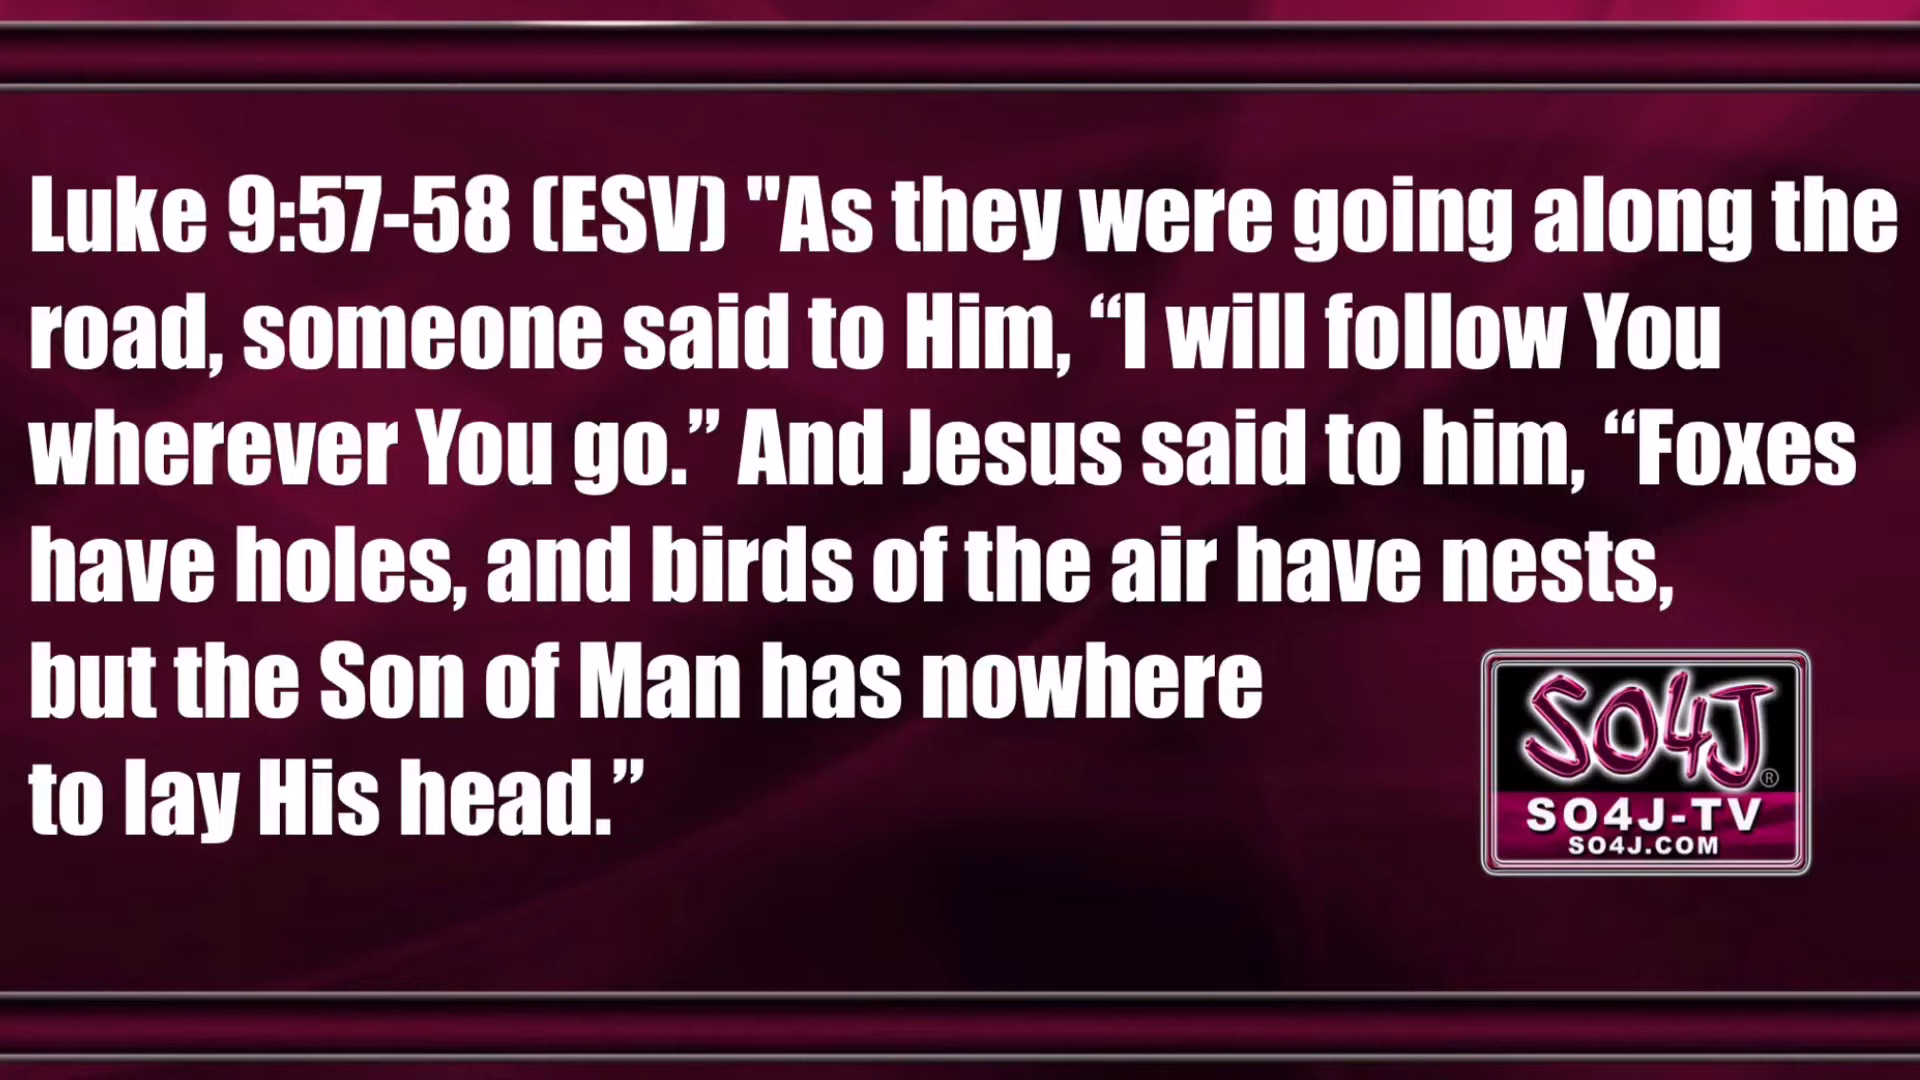 Luke 9:57-58 (ESV) "As they were going along the
road, someone said to Him, “I will follow You
wherever You go.” And Jesus said to him, “Foxes
have holes, and birds of the air have nests,
but the Son of Man has nowhere
to lay His head.”
SO4J®
SO4J-TV
SO4J.COM